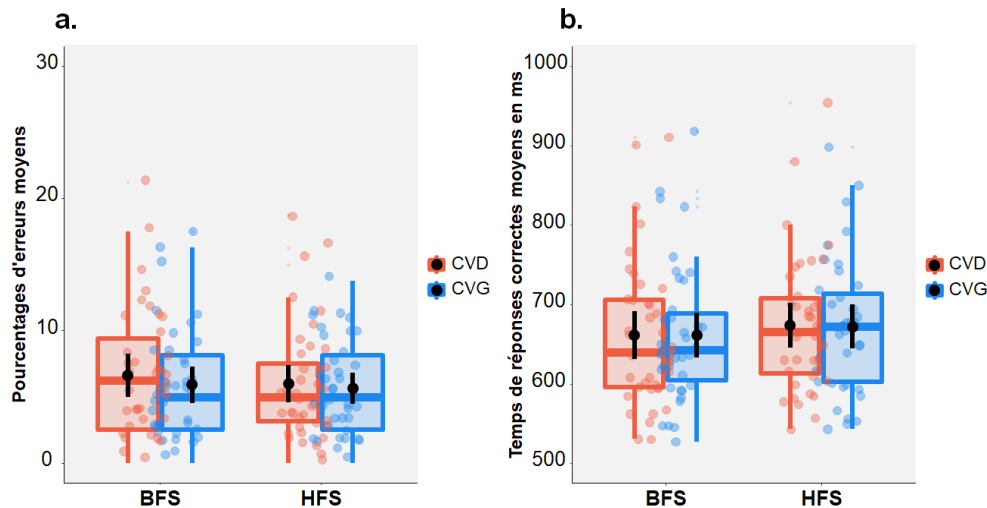 a.
Pourcentages d'erreurs moyens
30
20
10
0
BFS
HFS
CVD
CVG
b.
Temps de réponses correctes moyens en ms
1000
900
800
700
600
500
BFS
HFS
CVD
CVG